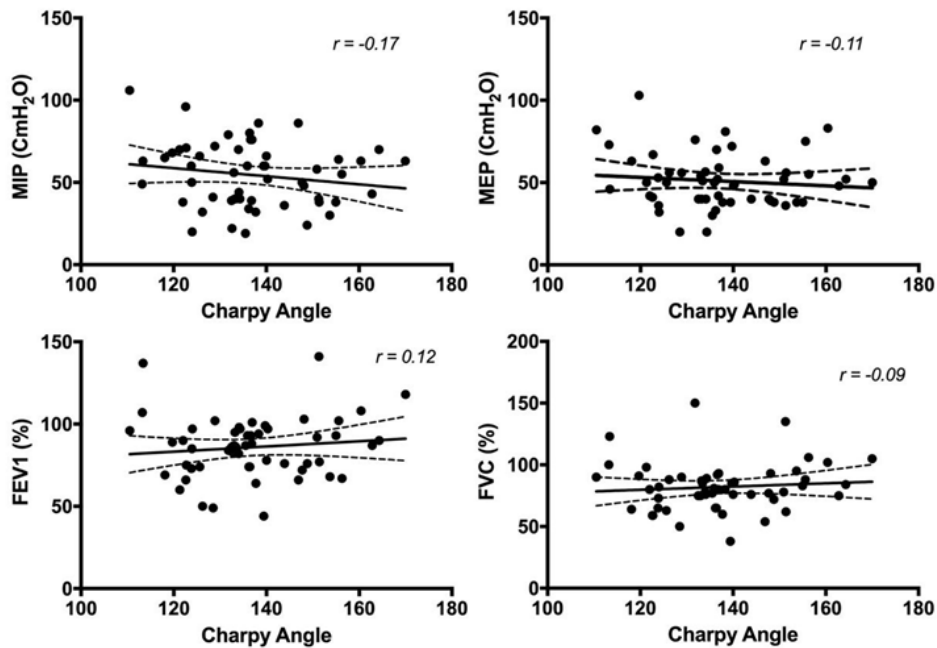 150
100
50
0
MIP (CmH₂O)
r = -0.17
100 120 140 160 180
Charpy Angle
150
100
50
0
MEP (CmH₂O)
r = -0.11
100 120 140 160 180
Charpy Angle
150
100
50
0
FEV1 (%)
r = 0.12
100 120 140 160 180
Charpy Angle
200
150
100
50
0
FVC (%)
r = -0.09
100 120 140 160 180
Charpy Angle